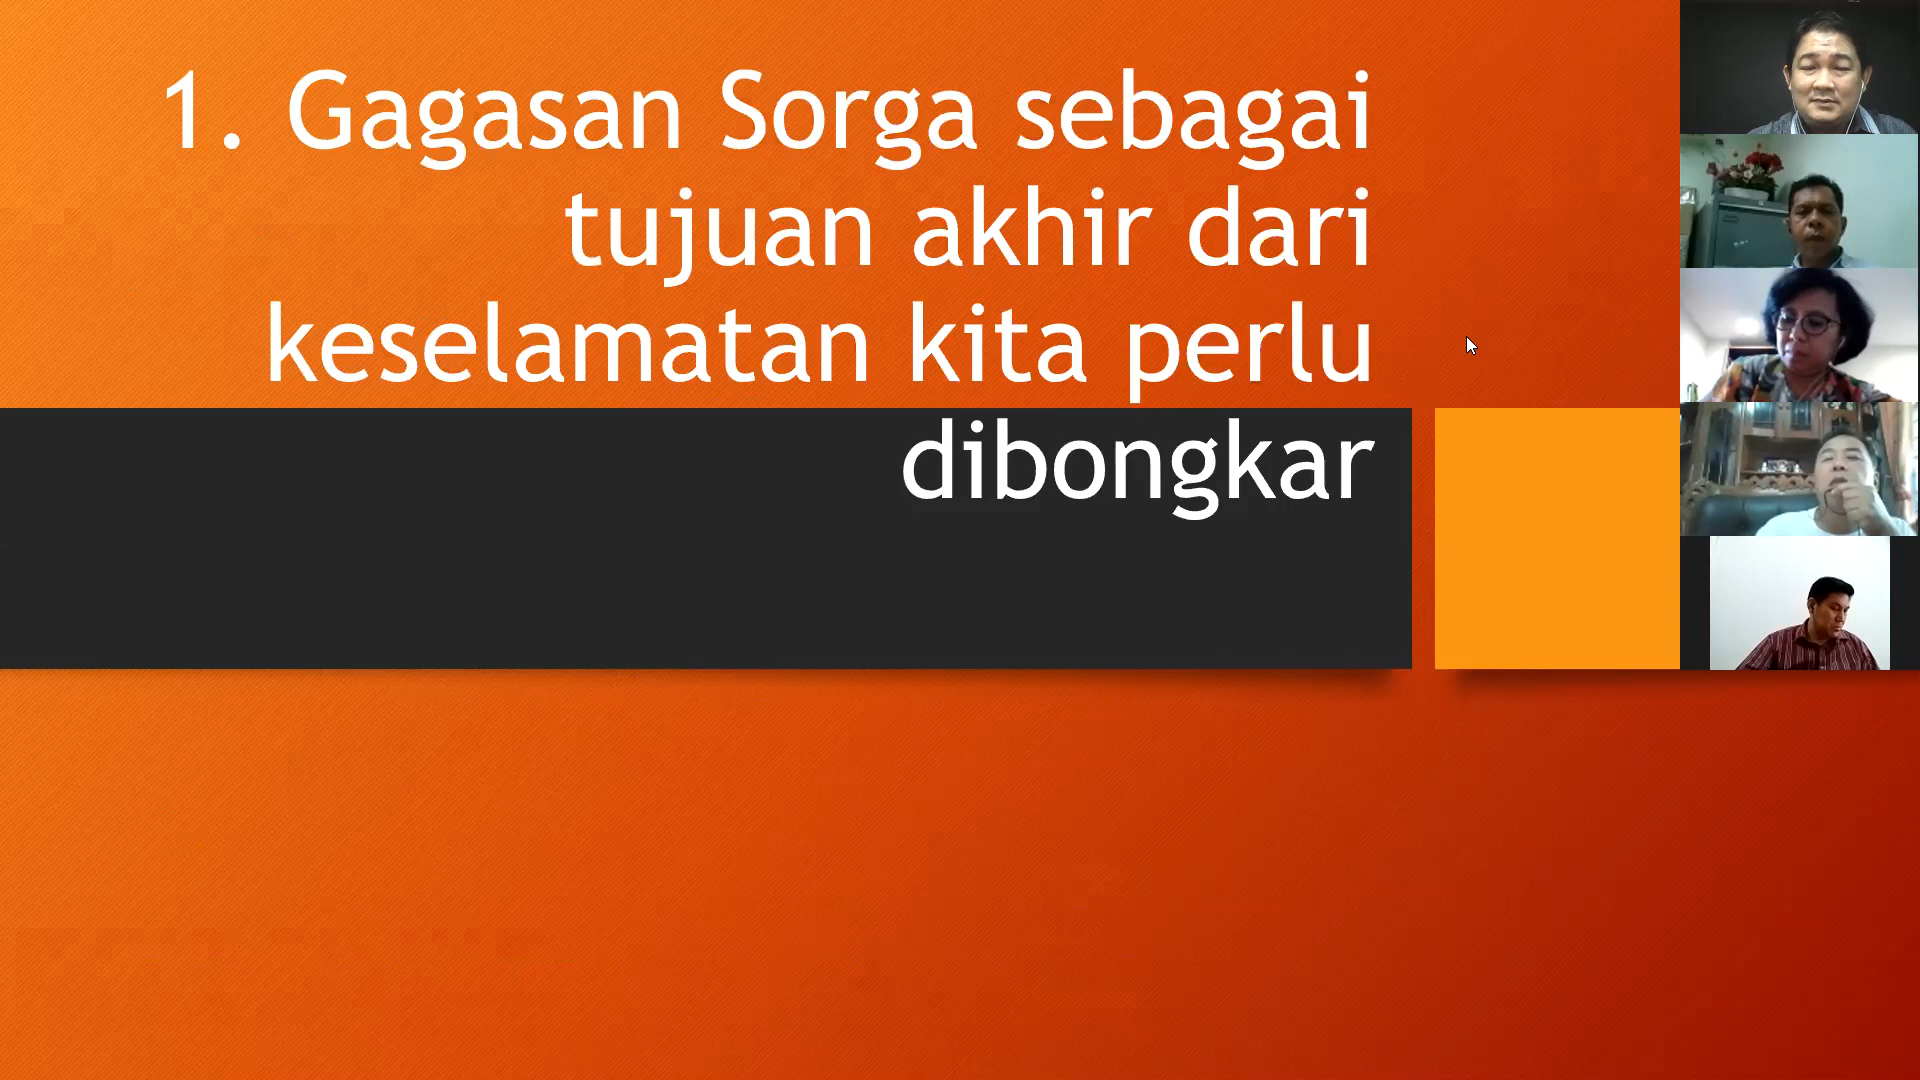 1. Gagasan Sorga sebagai
tujuan akhir dari
keselamatan kita perlu
dibongkar